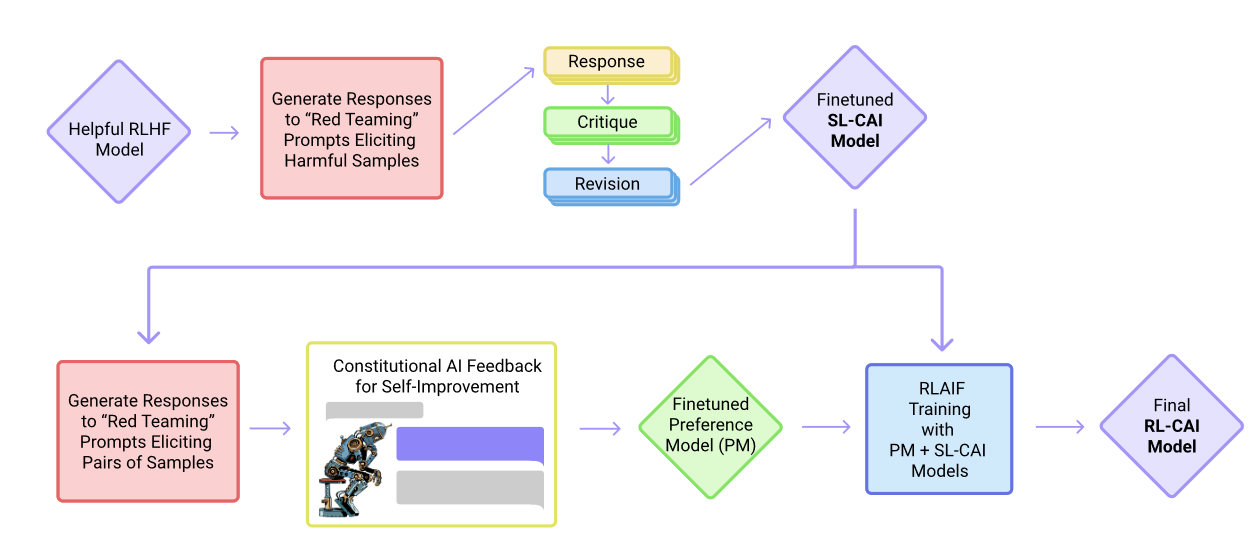 Helpful RLHF
Model
Generate Responses
to “Red Teaming”
Prompts Eliciting
Harmful Samples
Response
Critique
Revision
Finetuned
SL-CAI
Model
Generate Responses
to “Red Teaming”
Prompts Eliciting
Pairs of Samples
Constitutional AI Feedback
for Self-Improvement
Finetuned
Preference
Model (PM)
RLAIF
Training
with
PM + SL-CAI
Models
Final
RL-CAI
Model